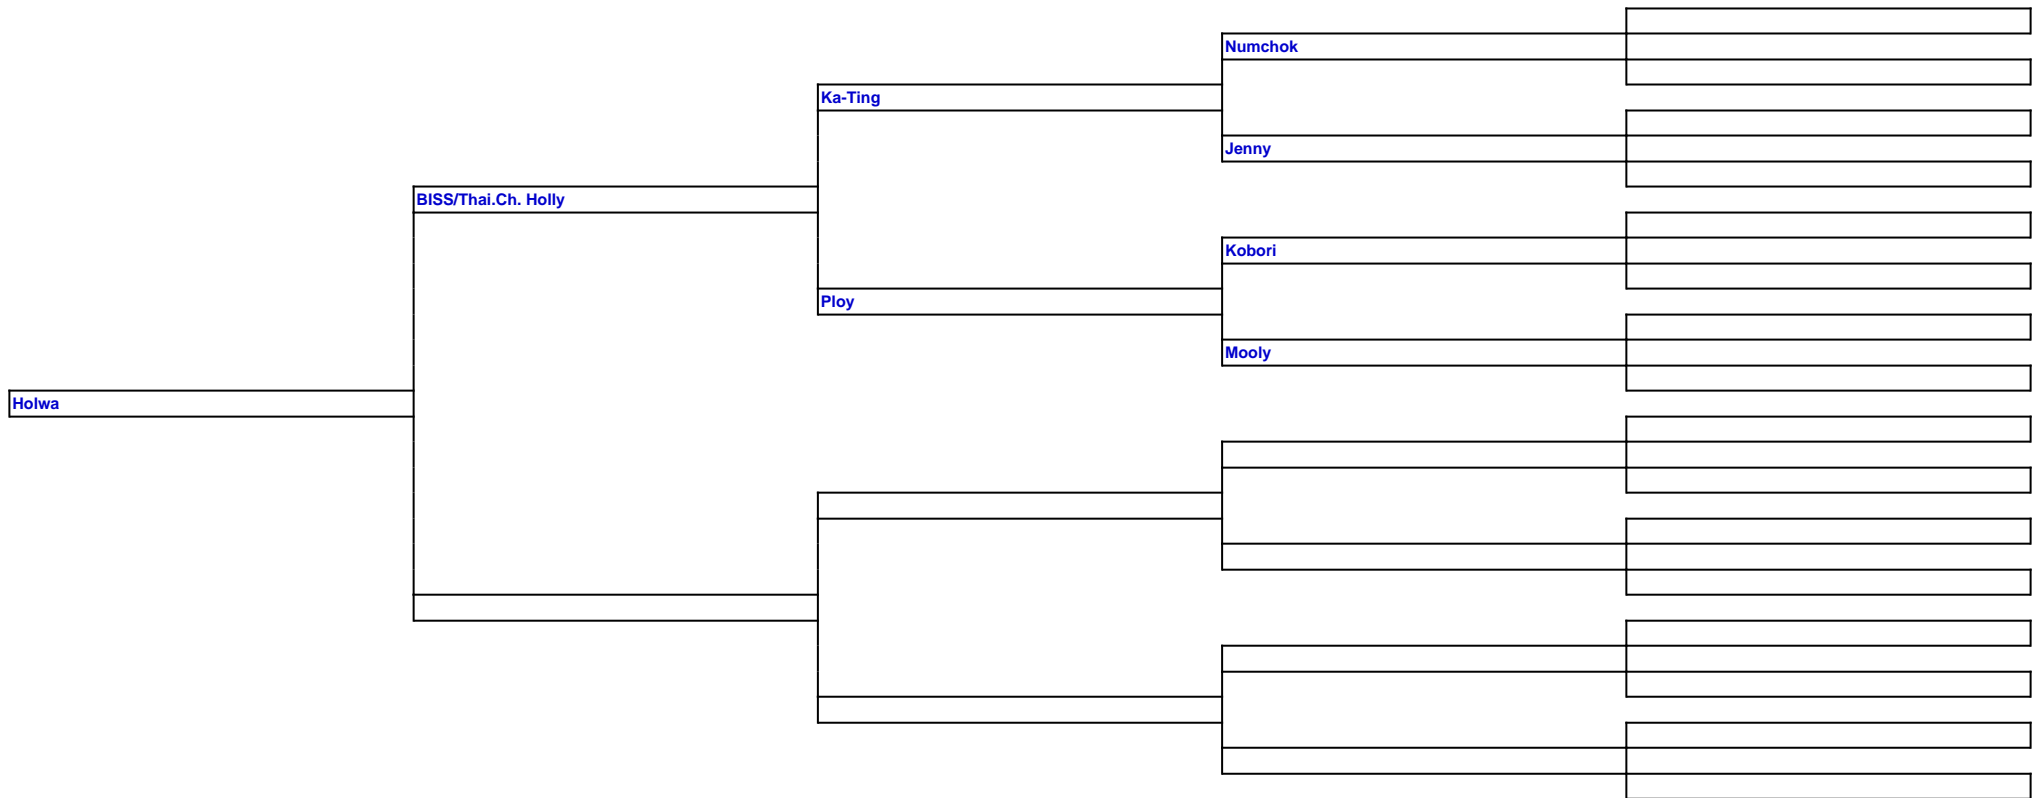 Numchok
Ka-Ting
Jenny
BISS/Thai.Ch. Holly
Kobori
Ploy
Mooly
Holwa